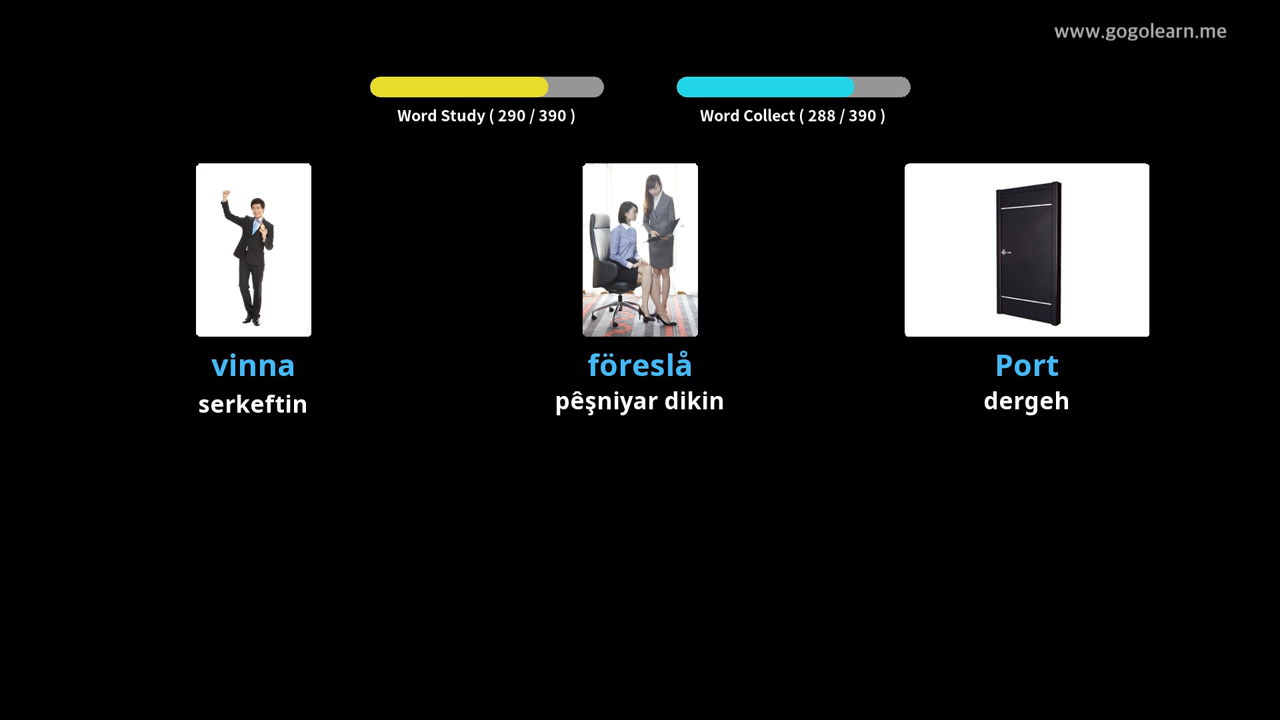 www.gogolearn.me
Word Study ( 290 / 390 )
Word Collect ( 288 / 390 )
vinna
serkeftin
föreslå
pêşniyar dikin
Port
dergeh